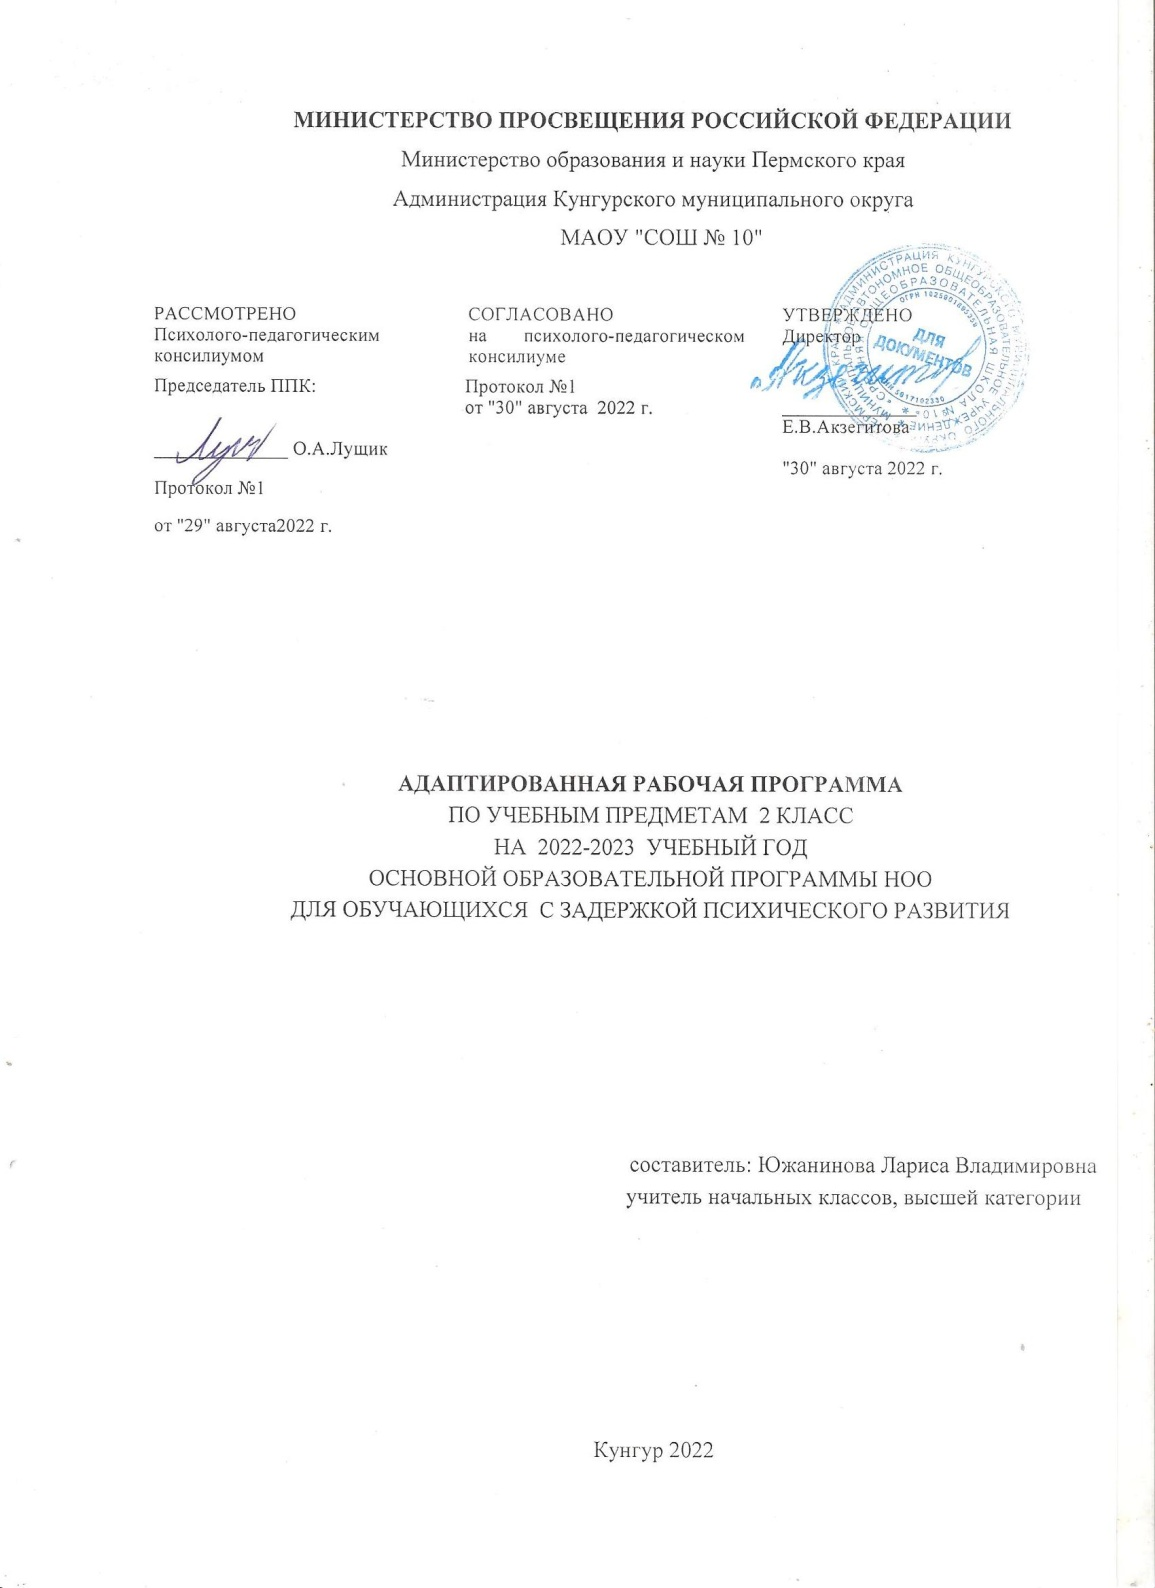 МИНИСТЕРСТВО ПРОСВЕЩЕНИЯ РОССИЙСКОЙ ФЕДЕРАЦИИ
Министерство образования и науки Пермского края
Администрация Кунгурского муниципального округа
МАОУ "СОШ № 10"
РАССМОТРЕНО
Психолого-педагогическим
консилиумом
Председатель ППК:
О.А.Лущик
Протокол №1
от "29" августа2022 г.
СОГЛАСОВАНО
на психолого-педагогическом
консилиуме
Протокол №1
от "30" августа 2022 г.
УТВЕРЖДЕНО
Директор
Е.В.Акзегитова
"30" августа 2022 г.
ДЛЯ
ДОКУМЕНТОВ
АДАПТИРОВАННАЯ РАБОЧАЯ ПРОГРАММА
ПО УЧЕБНЫМ ПРЕДМЕТАМ 2 КЛАСС
НА 2022-2023 УЧЕБНЫЙ ГОД
ОСНОВНОЙ ОБРАЗОВАТЕЛЬНОЙ ПРОГРАММЫ НОО
ДЛЯ ОБУЧАЮЩИХСЯ С ЗАДЕРЖКОЙ ПСИХИЧЕСКОГО РАЗВИТИЯ
составитель: Южанинова Лариса Владимировна
учитель начальных классов, высшей категории
Кунгур 2022